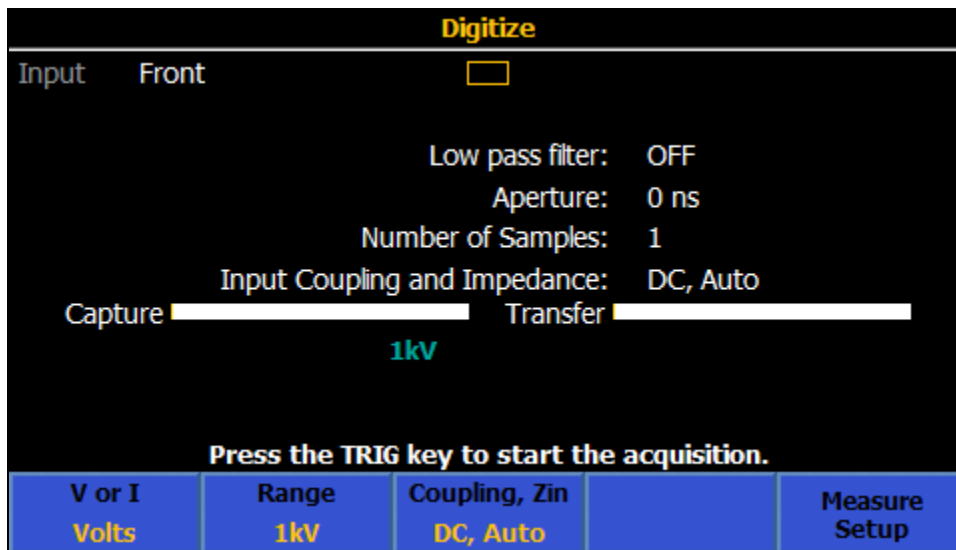 Digitize
Input Front
Low pass filter: OFF
Aperture: 0 ns
Number of Samples: 1
Input Coupling and Impedance: DC, Auto
Capture Transfer
1kV
Press the TRIG key to start the acquisition.
V or I Range Coupling, Zin Measure
Volts 1kV DC, Auto Setup